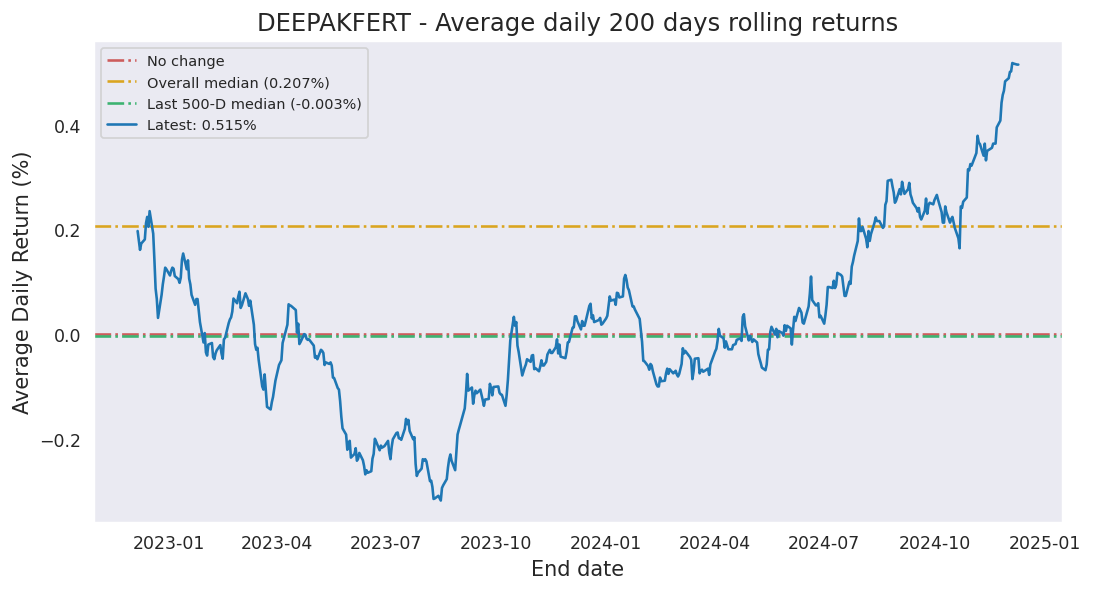 DEEPAKFERT - Average daily 200 days rolling returns
No change
Overall median (0.207%)
Last 500-D median (-0.003%)
Latest: 0.515%
Average Daily Return (%)
0.4
0.2
0.0
−0.2
2023-01 2023-04 2023-07 2023-10 2024-01 2024-04 2024-07 2024-10 2025-01
End date